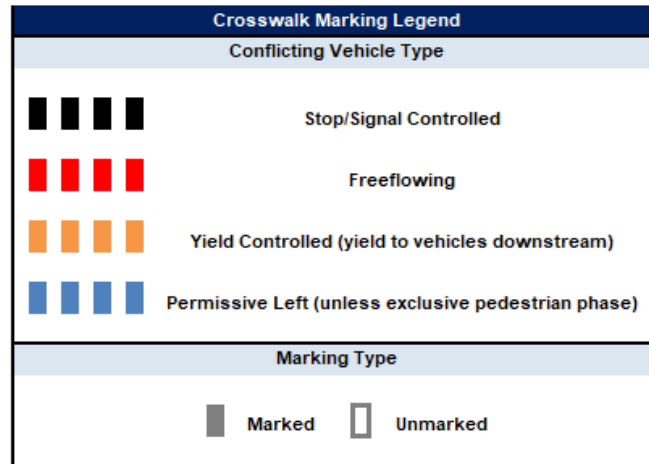 Crosswalk Marking Legend
Conflicting Vehicle Type
Stop/Signal Controlled
Freeflowing
Yield Controlled (yield to vehicles downstream)
Permissive Left (unless exclusive pedestrian phase)
Marking Type
Marked Unmarked